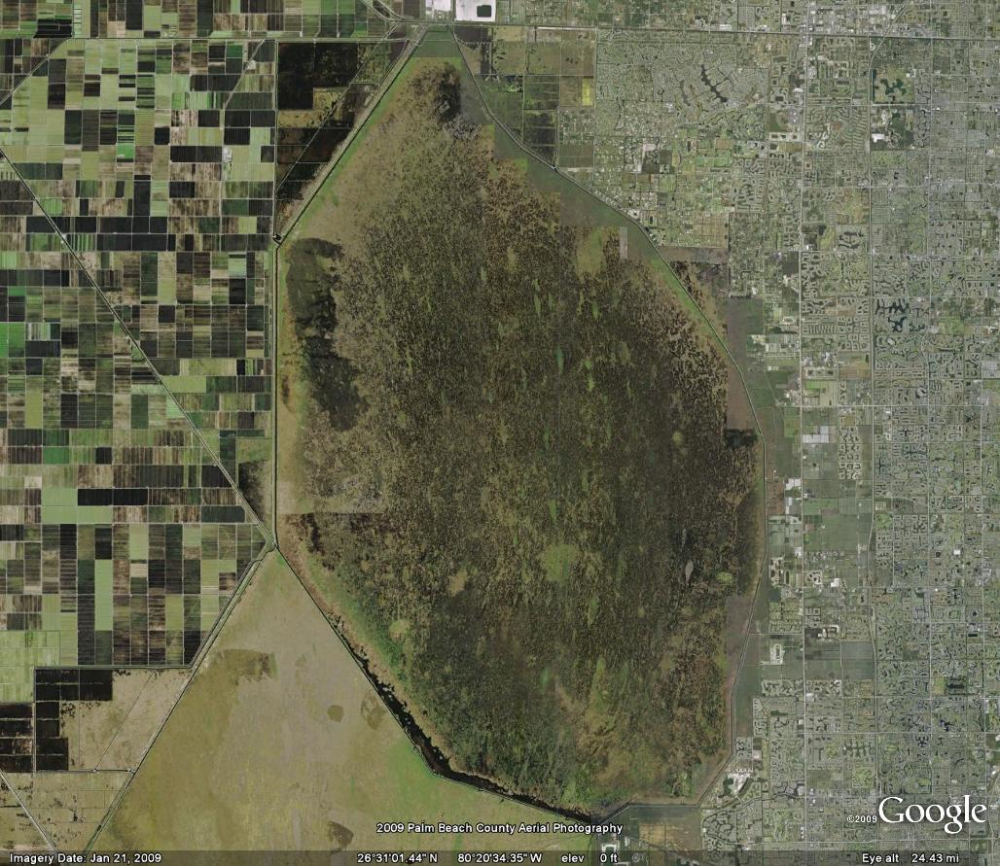 ©2009 Google
2009 Palm Beach County Aerial Photography
Imagery Date: Jan 21, 2009 26°31'01.44" N 80°20'34.35" W elev 0 ft Eye alt 24.43 mi